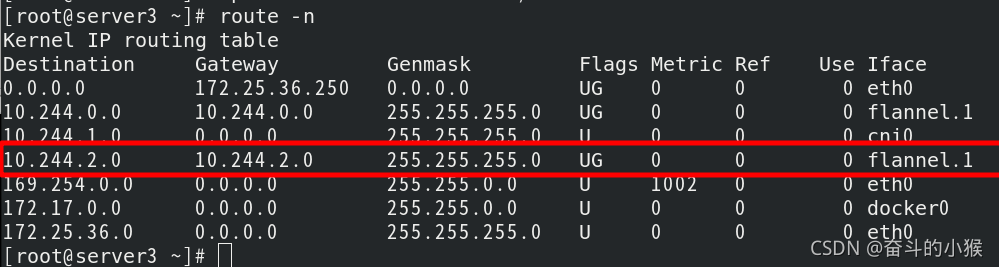 [root@server3 ~]# route -n
Kernel IP routing table
Destination Gateway Genmask Flags Metric Ref Use Iface
0.0.0.0 172.25.36.250 0.0.0.0 UG 0 0 0 eth0
10.244.0.0 10.244.0.0 255.255.255.0 UG 0 0 0 flannel.1
10.244.1.0 0.0.0.0 255.255.255.0 U 0 0 0 cni0
10.244.2.0 10.244.2.0 255.255.255.0 UG 0 0 0 flannel.1
169.254.0.0 0.0.0.0 255.255.0.0 U 1002 0 0 eth0
172.17.0.0 0.0.0.0 255.255.0.0 U 0 0 0 docker0
172.25.36.0 0.0.0.0 255.255.255.0 U 0 0 0 eth0
[root@server3 ~]#
CSDN @奋斗的小猴